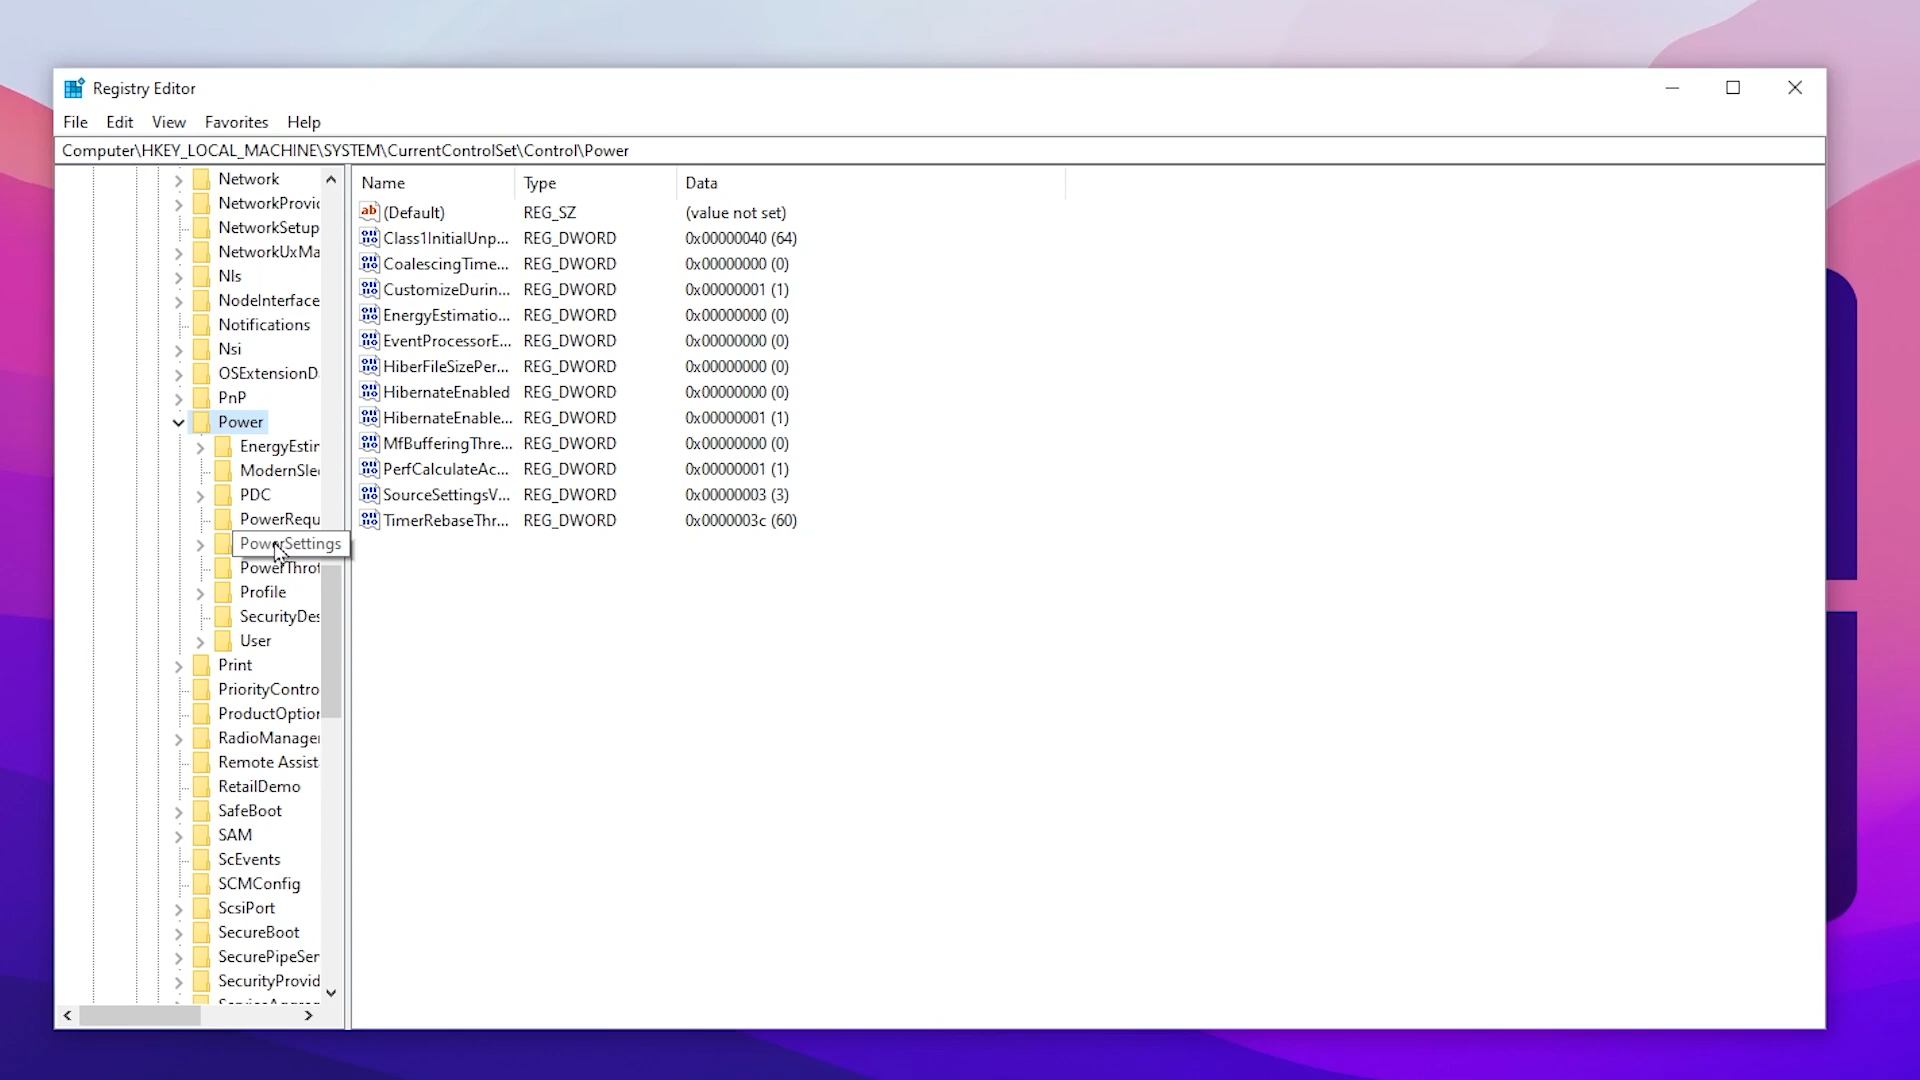 Registry Editor
File Edit View Favorites Help
Computer\HKEY_LOCAL_MACHINE\SYSTEM\CurrentControlSet\Control\Power
Network
NetworkProvic
NetworkSetup
NetworkUxMa
Nls
NodeInterface
Notifications
Nsi
OSExtensionD
PnP
Power
EnergyEstin
ModernSlee
PDC
PowerRequ
PowerSettings
PowerThrot
Profile
SecurityDes
User
Print
PriorityContro
ProductOption
RadioManager
Remote Assist
RetailDemo
SafeBoot
SAM
ScEvents
SCMConfig
ScsiPort
SecureBoot
SecurePipeSer
SecurityProvid
Name Type Data
(Default) REG_SZ (value not set)
Class1InitialUnp... REG_DWORD 0x00000040 (64)
CoalescingTime... REG_DWORD 0x00000000 (0)
CustomizeDurin... REG_DWORD 0x00000001 (1)
EnergyEstimatio... REG_DWORD 0x00000000 (0)
EventProcessorE... REG_DWORD 0x00000000 (0)
HiberFileSizePer... REG_DWORD 0x00000000 (0)
HibernateEnabled REG_DWORD 0x00000000 (0)
HibernateEnable... REG_DWORD 0x00000001 (1)
MfBufferingThre... REG_DWORD 0x00000000 (0)
PerfCalculateAc... REG_DWORD 0x00000001 (1)
SourceSettingsV... REG_DWORD 0x00000003 (3)
TimerRebaseThr... REG_DWORD 0x0000003c (60)